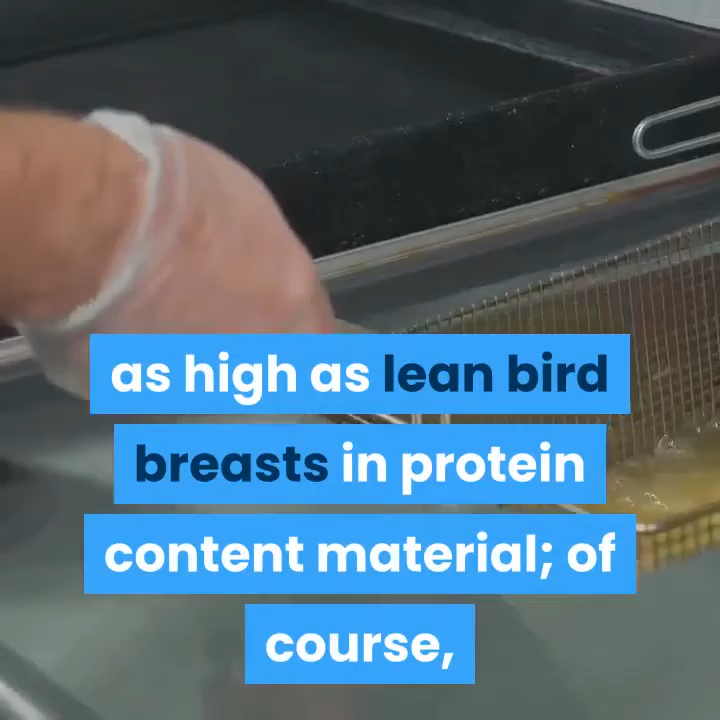 as high as lean bird
breasts in protein
content material; of
course,